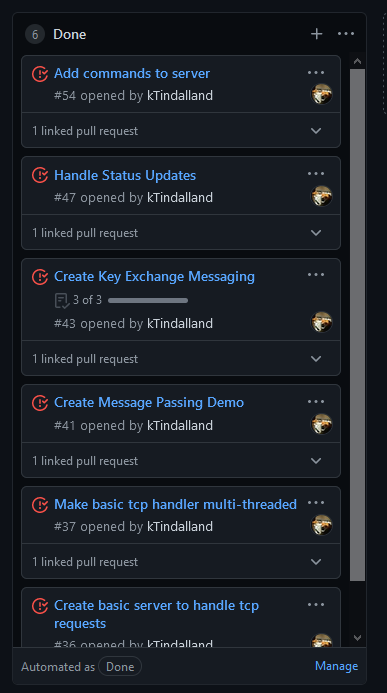 6 Done
Add commands to server
#54 opened by kTindalland
1 linked pull request
Handle Status Updates
#47 opened by kTindalland
1 linked pull request
Create Key Exchange Messaging
3 of 3
#43 opened by kTindalland
1 linked pull request
Create Message Passing Demo
#41 opened by kTindalland
1 linked pull request
Make basic tcp handler multi-threaded
#37 opened by kTindalland
1 linked pull request
Create basic server to handle tcp
requests
#36 opened by kTindalland
Automated as Done Manage